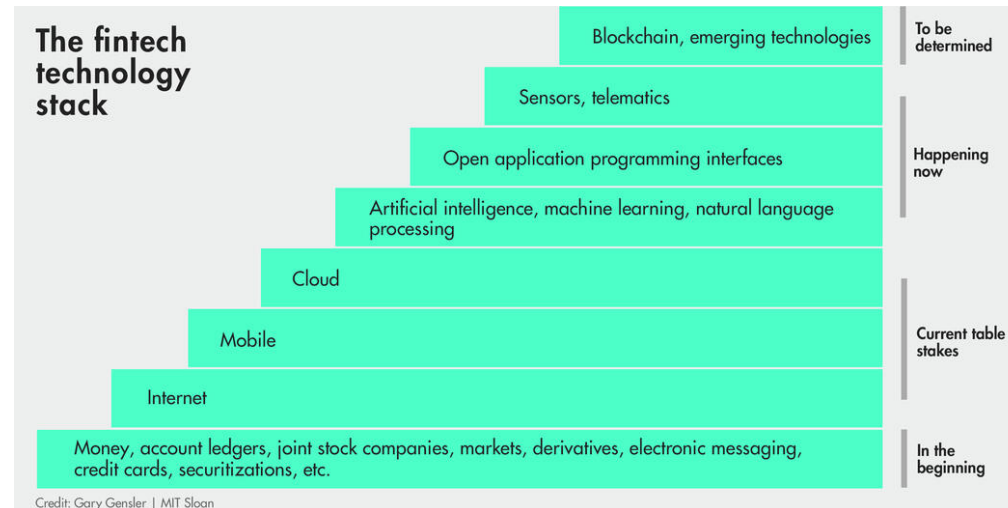 The fintech
technology
stack
Blockchain, emerging technologies
To be
determined
Sensors, telematics
Open application programming interfaces
Happening
now
Artificial intelligence, machine learning, natural language
processing
Cloud
Mobile
Current table
stakes
Internet
Money, account ledgers, joint stock companies, markets, derivatives, electronic messaging,
credit cards, securitizations, etc.
In the
beginning
Credit: Gary Gensler | MIT Sloan